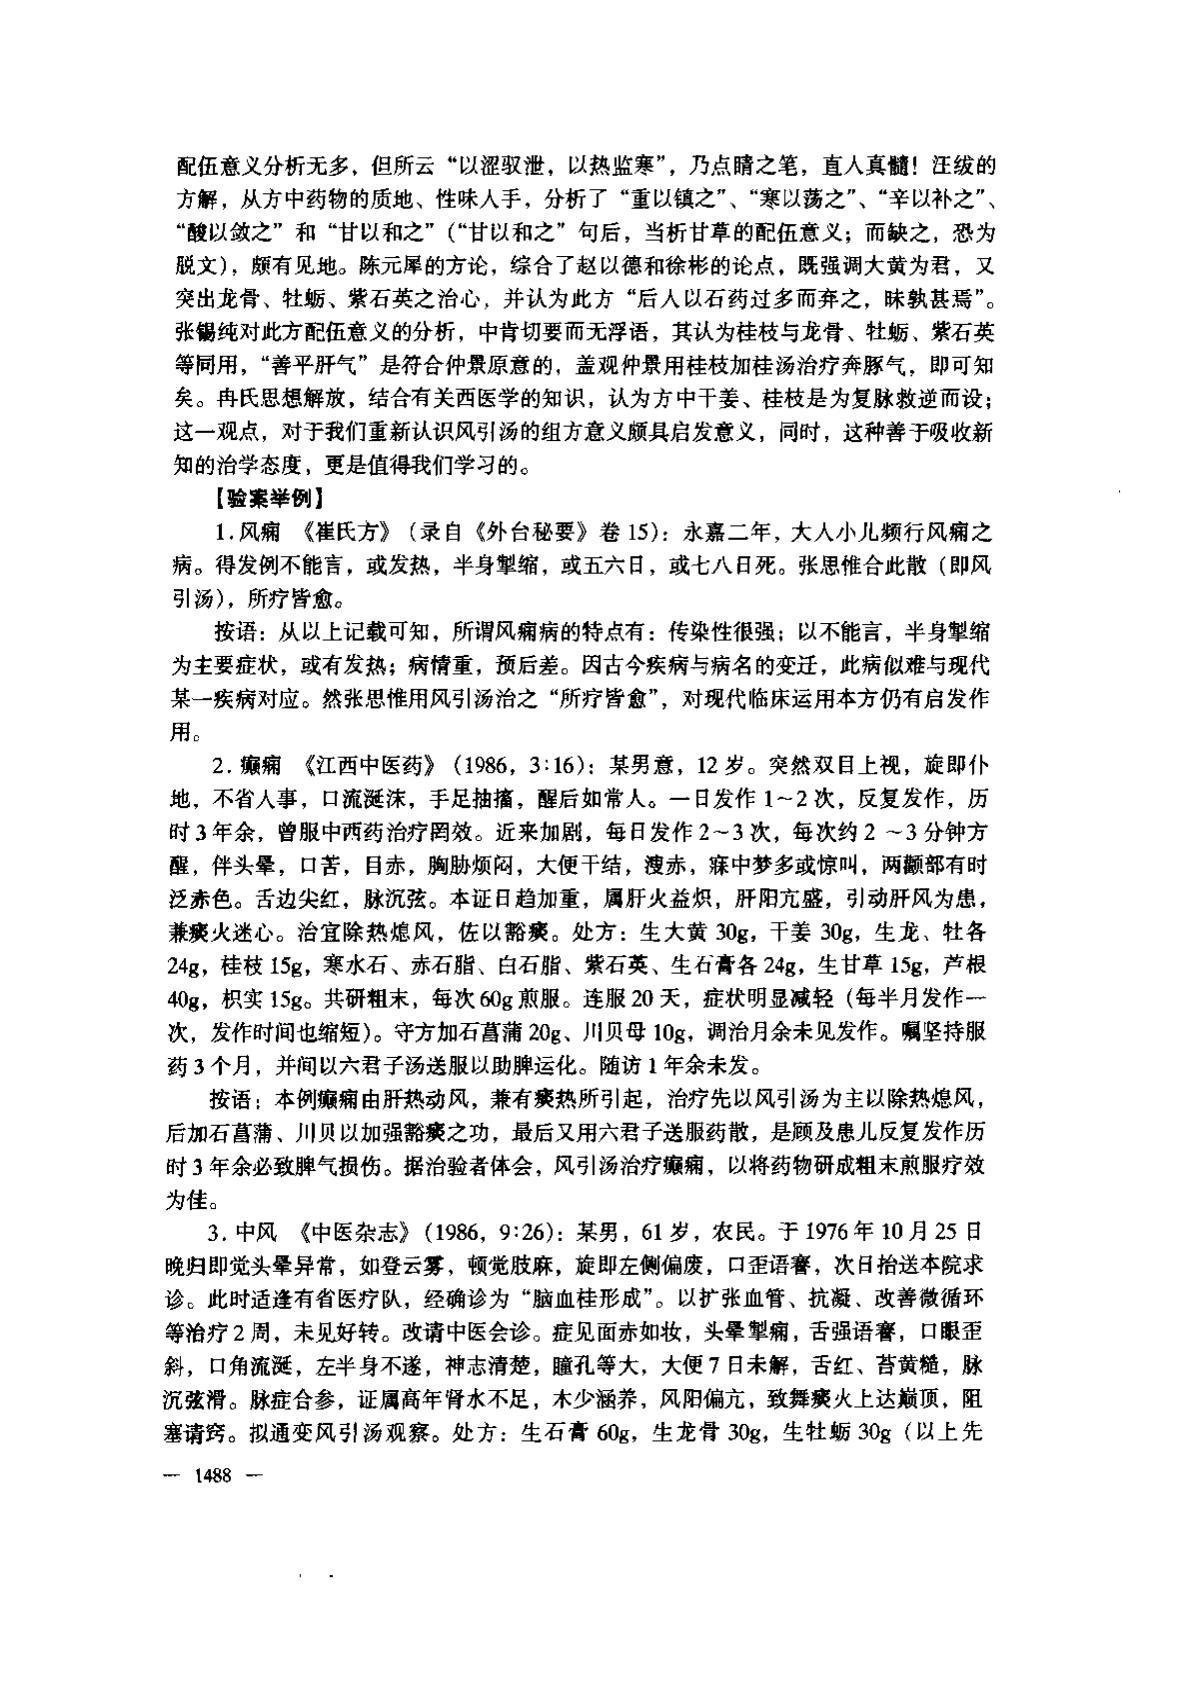 配伍意义分析无多，但所云“以涩驭泄，以热监寒”，乃点睛之笔，直入真髓！汪绂的
方解，从方中药物的质地、性味入手，分析了“重以镇之”、“寒以荡之”、“辛以补之”、
“酸以敛之”和“甘以和之”（“甘以和之”句后，当析甘草的配伍意义；而缺之，恐为
脱文），颇有见地。陈元犀的方论，综合了赵以德和徐彬的论点，既强调大黄为君，又
突出龙骨、牡蛎、紫石英之治心，并认为此方“后人以石药过多而弃之，昧孰甚焉”。
张锡纯对此方配伍意义的分析，中肯切要而无浮语，其认为桂枝与龙骨、牡蛎、紫石英
等同用，“善平肝气”是符合仲景原意的，盖观仲景用桂枝加桂汤治疗奔豚气，即可知
矣。冉氏思想解放，结合有关西医学的知识，认为方中干姜、桂枝是为复脉救逆而设；
这一观点，对于我们重新认识风引汤的组方意义颇具启发意义，同时，这种善于吸收新
知的治学态度，更是值得我们学习的。
【验案举例】
1.风痫 《崔氏方》（录自《外台秘要》卷15）：永嘉二年，大人小儿频行风痫之
病。得发例不能言，或发热，半身掣缩，或五六日，或七八日死。张思惟合此散（即风
引汤），所疗皆愈。
按语：从以上记载可知，所谓风痫病的特点有：传染性很强；以不能言，半身掣缩
为主要症状，或有发热；病情重，预后差。因古今疾病与病名的变迁，此病似难与现代
某一疾病对应。然张思惟用风引汤治之“所疗皆愈”，对现代临床运用本方仍有启发作
用。
2. 癫痫 《江西中医药》（1986，3:16）：某男意，12岁。突然双目上视，旋即仆
地，不省人事，口流涎沫，手足抽搐，醒后如常人。一日发作1~2次，反复发作，历
时3年余，曾服中西药治疗罔效。近来加剧，每日发作2~3次，每次约2~3分钟方
醒，伴头晕，口苦，目赤，胸胁烦闷，大便干结，溲赤，寐中梦多或惊叫，两颧部有时
泛赤色。舌边尖红，脉沉弦。本证日趋加重，属肝火益炽，肝阳亢盛，引动肝风为患，
兼痰火迷心。治宜除热熄风，佐以豁痰。处方：生大黄30g，干姜30g，生龙、牡各
24g，桂枝15g，寒水石、赤石脂、白石脂、紫石英、生石膏各24g，生甘草15g，芦根
40g，枳实15g。共研粗末，每次60g煎服。连服20天，症状明显减轻（每半月发作一
次，发作时间也缩短）。守方加石菖蒲20g、川贝母10g，调治月余未见发作。嘱坚持服
药3个月，并间以六君子汤送服以助脾运化。随访1年余未发。
按语：本例癫痫由肝热动风，兼有痰热所引起，治疗先以风引汤为主以除热熄风，
后加石菖蒲、川贝以加强豁痰之功，最后又用六君子送服药散，是顾及患儿反复发作历
时3年余必致脾气损伤。据治验者体会，风引汤治疗癫痫，以将药物研成粗末煎服疗效
为佳。
3. 中风 《中医杂志》（1986，9:26）：某男，61岁，农民。于1976年10月25日
晚归即觉头晕异常，如登云雾，顿觉肢麻，旋即左侧偏废，口歪语謇，次日抬送本院求
诊。此时适逢有省医疗队，经确诊为“脑血栓形成”。以扩张血管、抗凝、改善微循环
等治疗2周，未见好转。改请中医会诊。症见面赤如妆，头晕掣痛，舌强语謇，口眼歪
斜，口角流涎，左半身不遂，神志清楚，瞳孔等大，大便7日未解，舌红、苔黄糙，脉
沉弦滑。脉症合参，证属高年肾水不足，木少涵养，风阳偏亢，致舞痰火上达巅顶，阻
塞请窍。拟通变风引汤观察。处方：生石膏60g，生龙骨30g，生牡蛎30g（以上先
— 1488 —